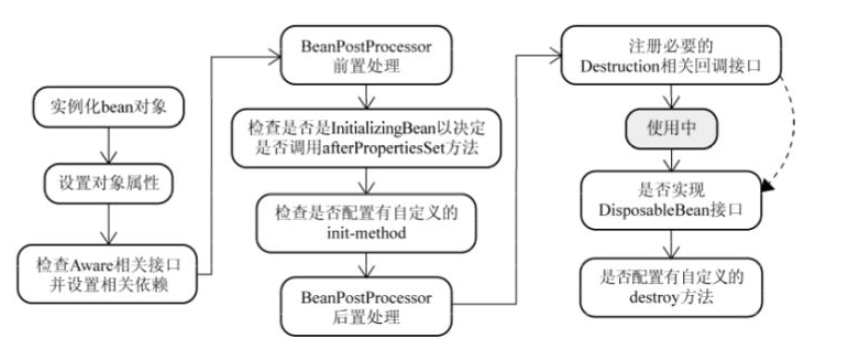 实例化bean对象
设置对象属性
检查Aware相关接口
并设置相关依赖
BeanPostProcessor
前置处理
检查是否是InitializingBean以决定
是否调用afterPropertiesSet方法
检查是否配置有自定义的
init-method
BeanPostProcessor
后置处理
注册必要的
Destruction相关回调接口
使用中
是否实现
DisposableBean接口
是否配置有自定义的
destroy方法